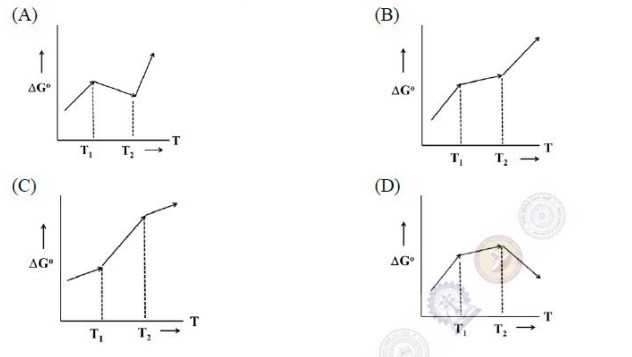 (A)
ΔG°
T
T₁ T₂
(B)
ΔG°
T
T₁ T₂
(C)
ΔG°
T
T₁ T₂
(D)
ΔG°
T
T₁ T₂